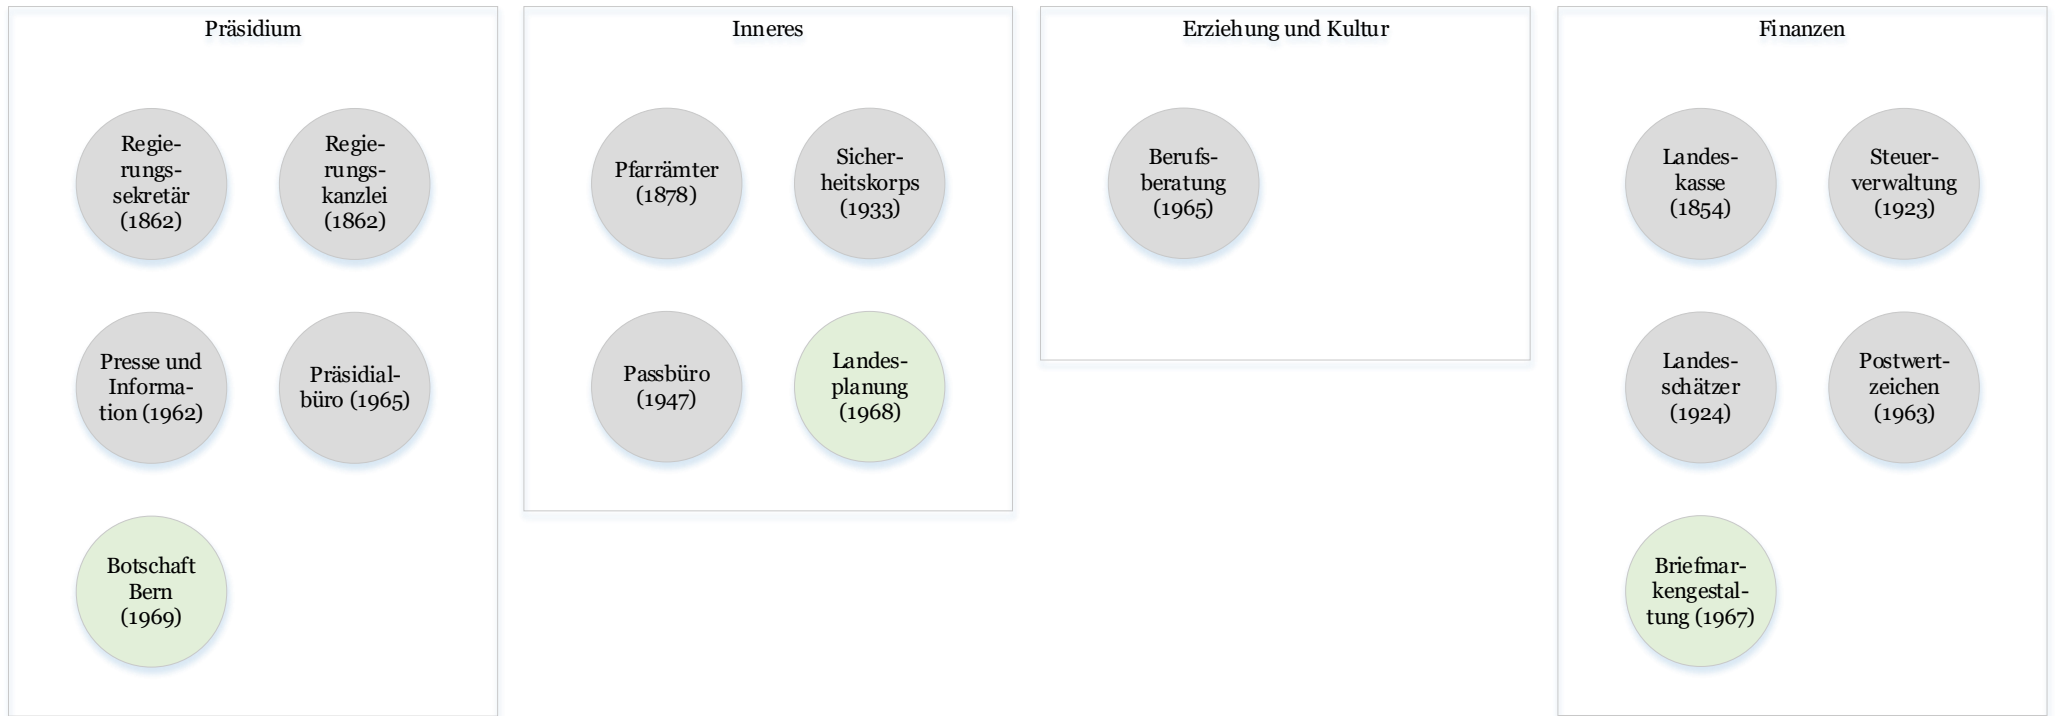 Präsidium
Regie-
rungs-
sekretär
(1862)
Regie-
rungs-
kanzlei
(1862)
Presse und
Informa-
tion (1962)
Präsidial-
büro (1965)
Botschaft
Bern
(1969)
Inneres
Pfarrämter
(1878)
Sicher-
heitskorps
(1933)
Passbüro
(1947)
Landes-
planung
(1968)
Erziehung und Kultur
Berufs-
beratung
(1965)
Finanzen
Landes-
kasse
(1854)
Steuer-
verwaltung
(1923)
Landes-
schätzer
(1924)
Postwert-
zeichen
(1963)
Briefmar-
kengestal-
tung (1967)